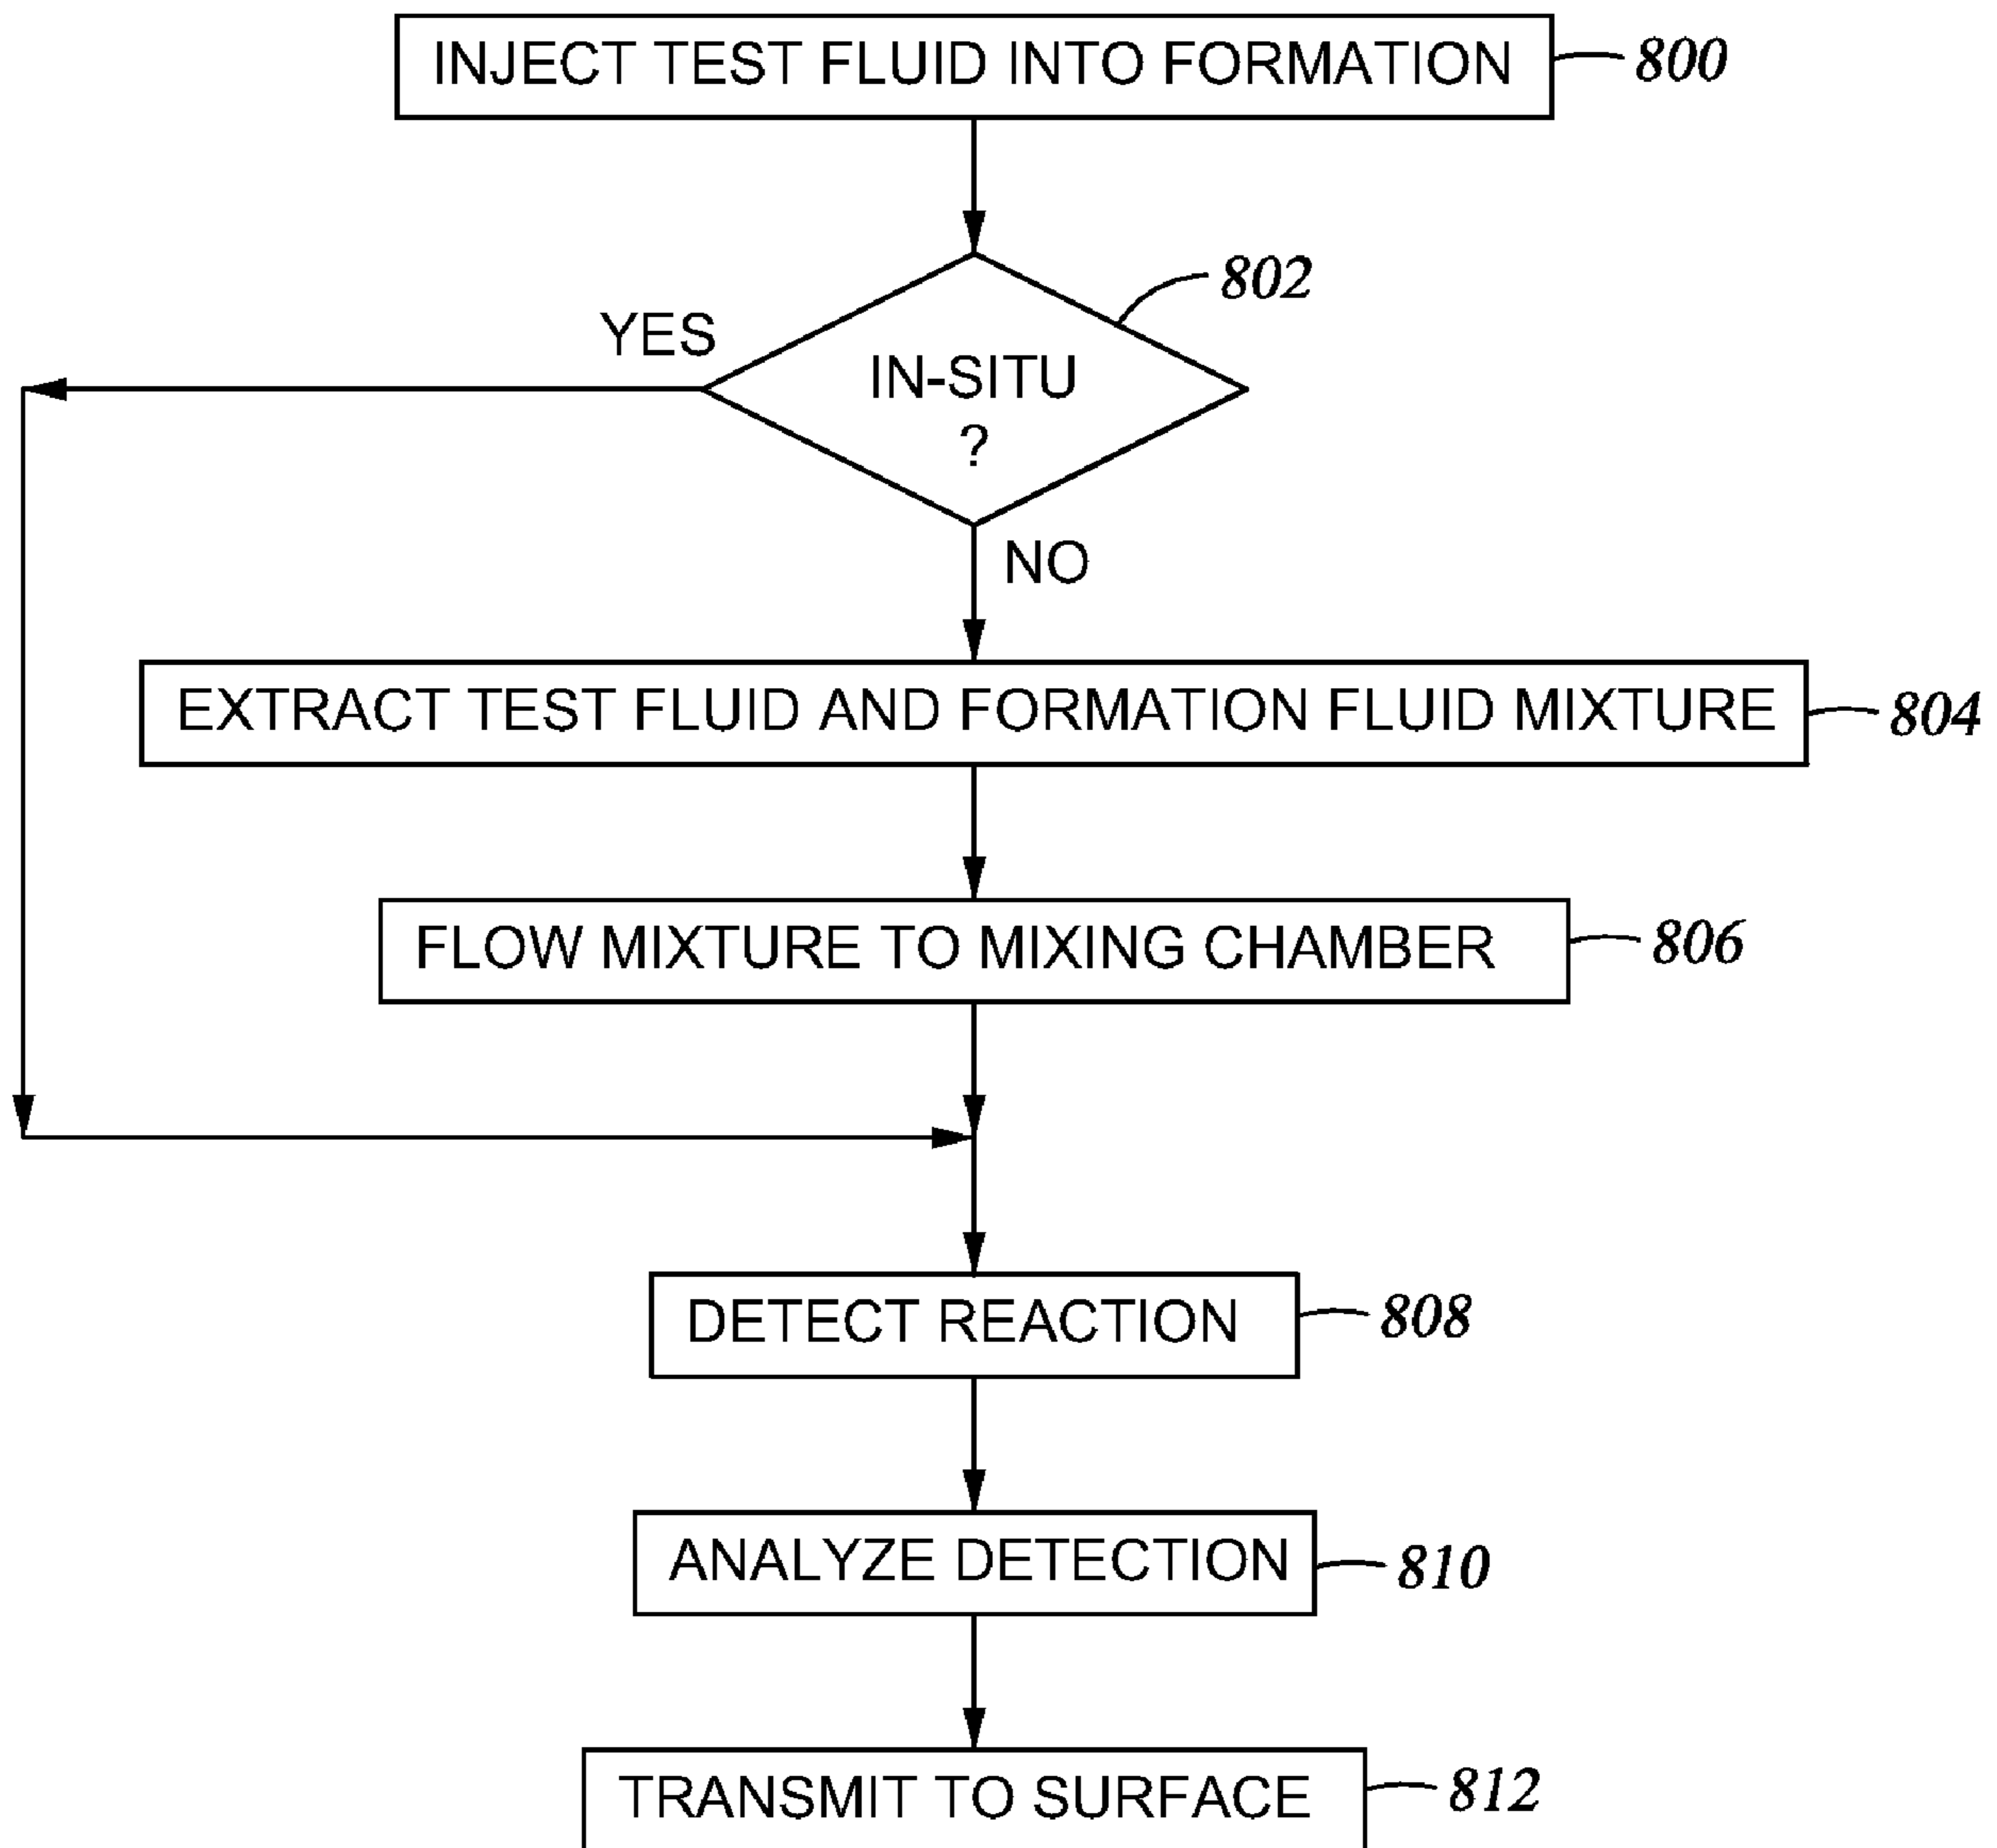 INJECT TEST FLUID INTO FORMATION
800
802
YES
IN-SITU
?
NO
EXTRACT TEST FLUID AND FORMATION FLUID MIXTURE
804
FLOW MIXTURE TO MIXING CHAMBER
806
DETECT REACTION
808
ANALYZE DETECTION
810
TRANSMIT TO SURFACE
812